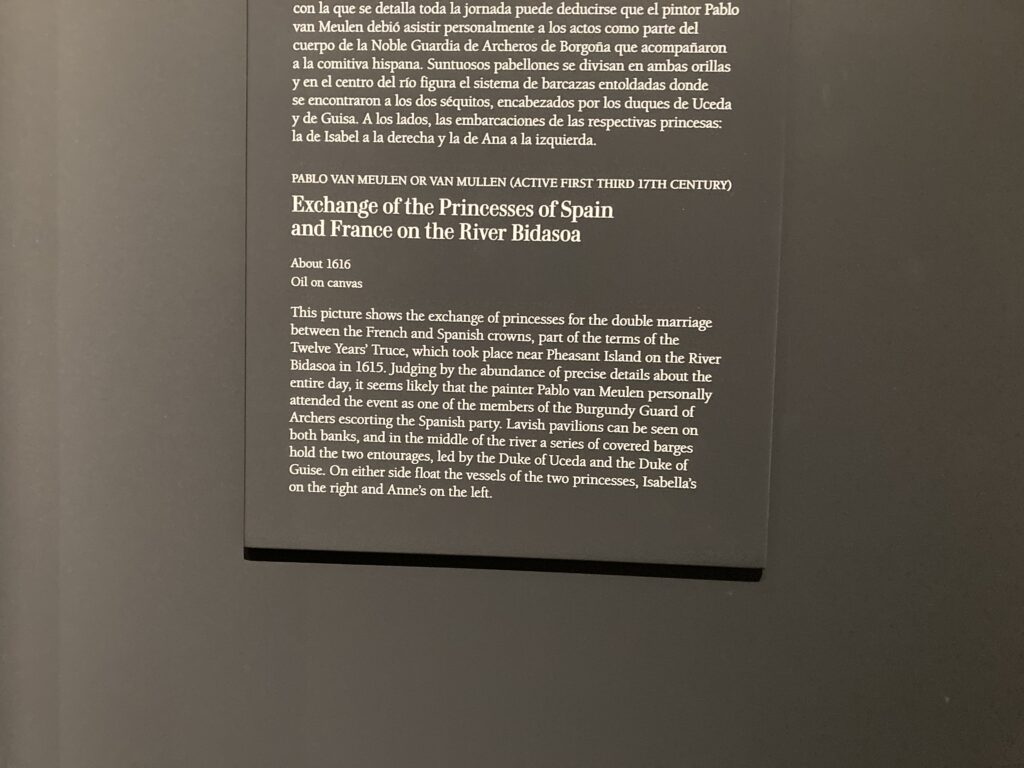 con la que se detalla toda la jornada puede deducirse que el pintor Pablo
van Meulen debió asistir personalmente a los actos como parte del
cuerpo de la Noble Guardia de Archeros de Borgoña que acompañaron
a la comitiva hispana. Suntuosos pabellones se divisan en ambas orillas
y en el centro del río figura el sistema de barcazas entoldadas donde
se encontraron a los dos séquitos, encabezados por los duques de Uceda
y de Guisa. A los lados, las embarcaciones de las respectivas princesas:
la de Isabel a la derecha y la de Ana a la izquierda.
PABLO VAN MEULEN OR VAN MULLEN (ACTIVE FIRST THIRD 17TH CENTURY)
Exchange of the Princesses of Spain
and France on the River Bidasoa
About 1616
Oil on canvas
This picture shows the exchange of princesses for the double marriage
between the French and Spanish crowns, part of the terms of the
Twelve Years' Truce, which took place near Pheasant Island on the River
Bidasoa in 1615. Judging by the abundance of precise details about the
entire day, it seems likely that the painter Pablo van Meulen personally
attended the event as one of the members of the Burgundy Guard of
Archers escorting the Spanish party. Lavish pavilions can be seen on
both banks, and in the middle of the river a series of covered barges
hold the two entourages, led by the Duke of Uceda and the Duke of
Guise. On either side float the vessels of the two princesses, Isabella's
on the right and Anne's on the left.